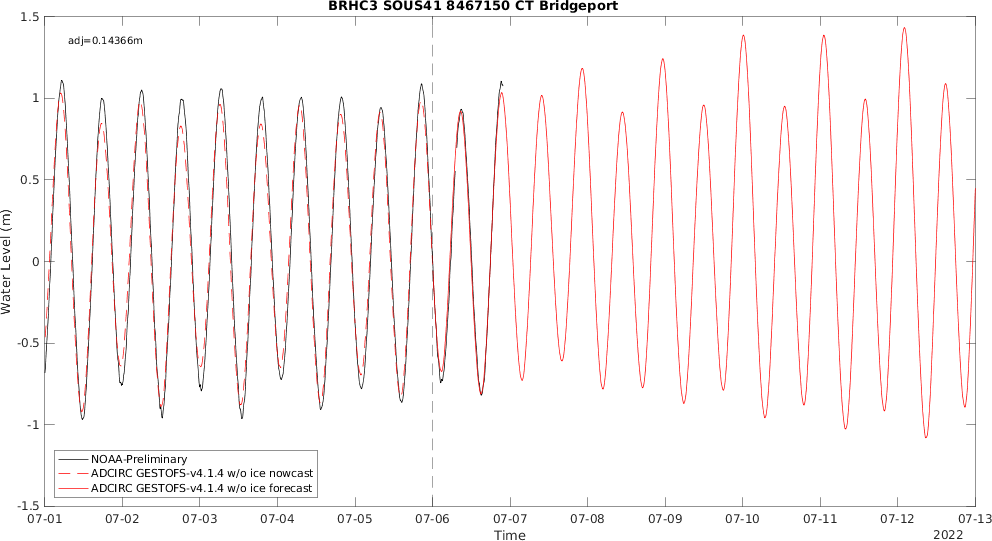 BRHC3 SOUS41 8467150 CT Bridgeport
adj=0.14366m
1.5
1
0.5
0
-0.5
-1
-1.5
Water Level (m)
NOAA-Preliminary
ADCIRC GESTOFS-v4.1.4 w/o ice nowcast
ADCIRC GESTOFS-v4.1.4 w/o ice forecast
07-01 07-02 07-03 07-04 07-05 07-06 07-07 07-08 07-09 07-10 07-11 07-12 07-13
Time
2022